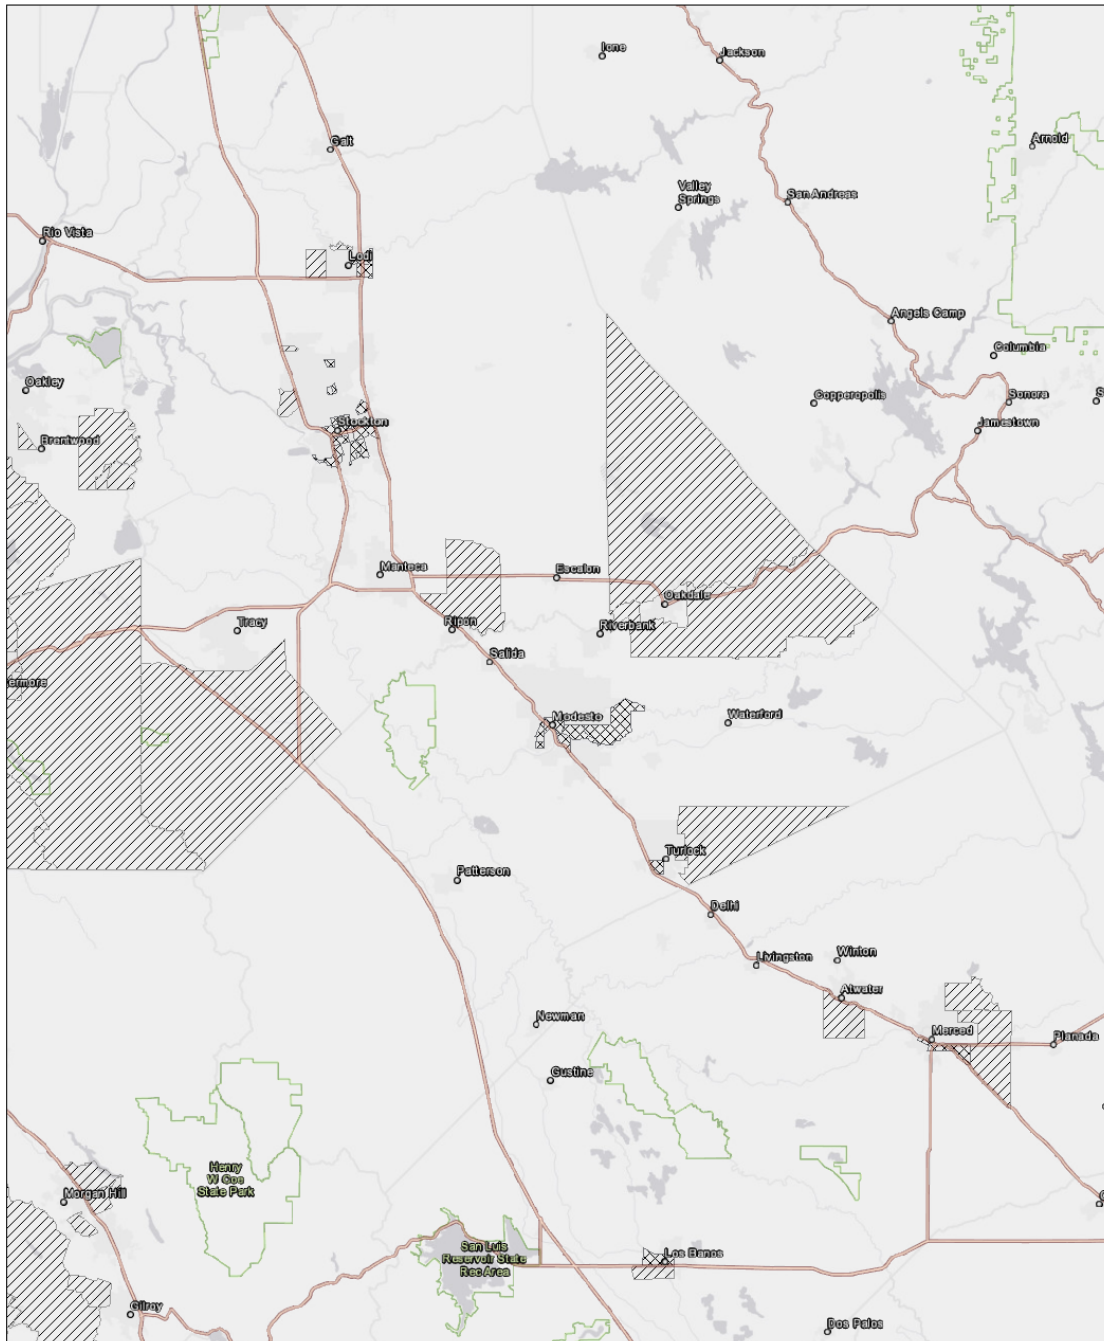 Ione
Jackson
Galt
Arnold
Valley
Springs
San Andreas
Rio Vista
Lodi
Angels Camp
Columbia
Oakley
Copperopolis
Sonora
Stockton
Jamestown
Brentwood
Manteca
Escalon
Oakdale
Tracy
Ripon
Riverbank
Salida
ermore
Modesto
Waterford
Turlock
Patterson
Delhi
Livingston
Winton
Atwater
Newman
Merced
Planada
Gustine
Henry
W Coe
State Park
Morgan Hill
San Luis
Reservoir State
Rec Area
Los Banos
Gilroy
Dos Palos